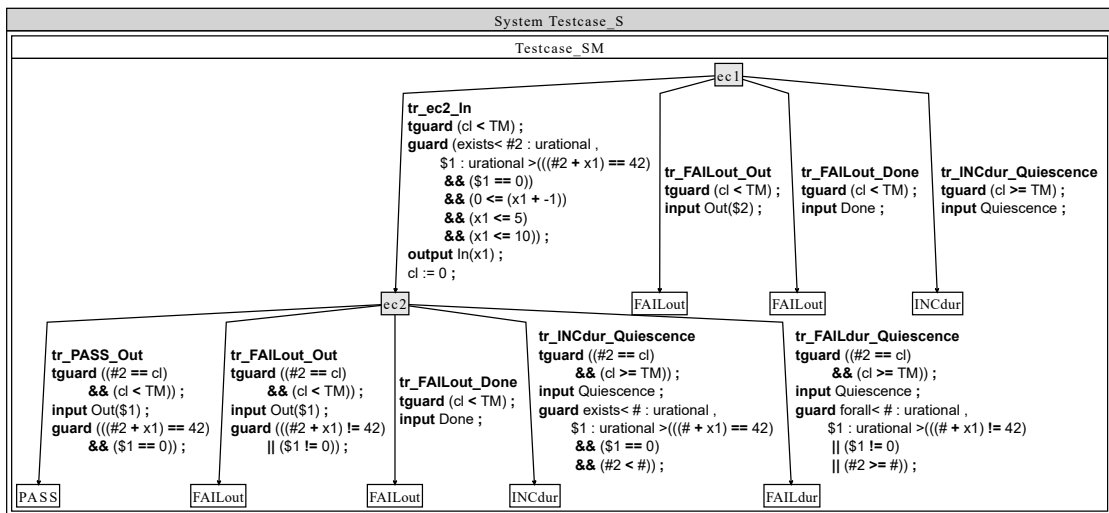 System Testcase_S
Testcase_SM
ec1
tr_ec2_In
tguard (cl < TM) ;
guard (exists< #2 : urational ,
$1 : urational >(((#2 + x1) == 42)
&& ($1 == 0))
&& (0 <= (x1 + -1))
&& (x1 <= 5)
&& (x1 <= 10)) ;
output In(x1) ;
cl := 0 ;
tr_FAILout_Out
tguard (cl < TM) ;
input Out($2) ;
tr_FAILout_Done
tguard (cl < TM) ;
input Done ;
tr_INCdur_Quiescence
tguard (cl >= TM) ;
input Quiescence ;
ec2
FAILout
FAILout
INCdur
tr_PASS_Out
tguard ((#2 == cl)
&& (cl < TM)) ;
input Out($1) ;
guard (((#2 + x1) == 42)
&& ($1 == 0)) ;
tr_FAILout_Out
tguard ((#2 == cl)
&& (cl < TM)) ;
input Out($1) ;
guard (((#2 + x1) != 42)
|| ($1 != 0)) ;
tr_FAILout_Done
tguard (cl < TM) ;
input Done ;
tr_INCdur_Quiescence
tguard ((#2 == cl)
&& (cl >= TM)) ;
input Quiescence ;
guard exists< # : urational ,
$1 : urational >(((# + x1) == 42)
&& ($1 == 0)
&& (#2 < #)) ;
tr_FAILdur_Quiescence
tguard ((#2 == cl)
&& (cl >= TM)) ;
input Quiescence ;
guard forall< # : urational ,
$1 : urational >(((# + x1) != 42)
|| ($1 != 0)
|| (#2 >= #)) ;
PASS
FAILout
FAILout
INCdur
FAILdur